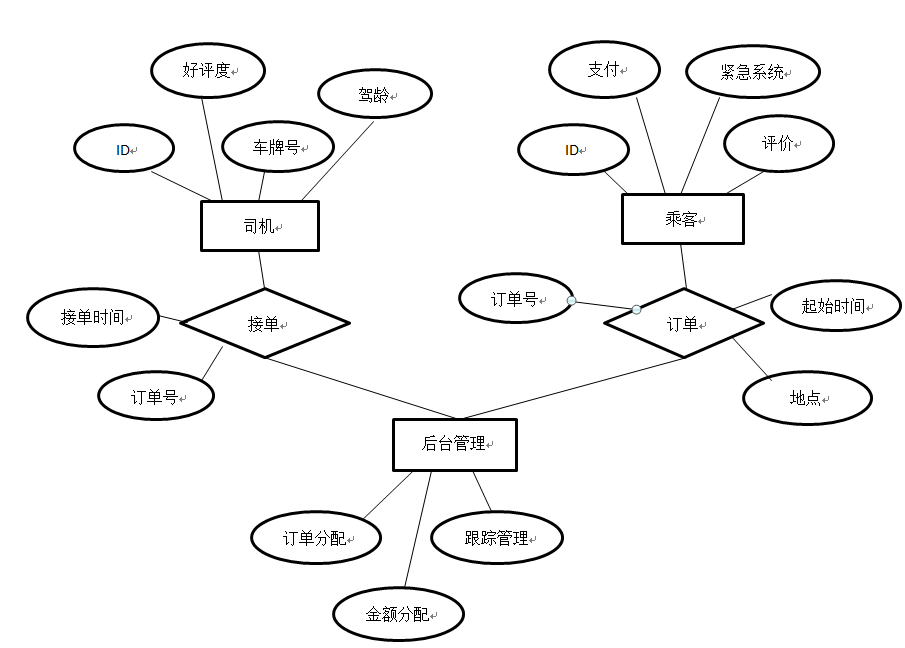 好评度
支付
紧急系统
驾龄
ID
车牌号
ID
评价
司机
乘客
接单时间
接单
订单号
订单
起始时间
订单号
地点
后台管理
订单分配
跟踪管理
金额分配